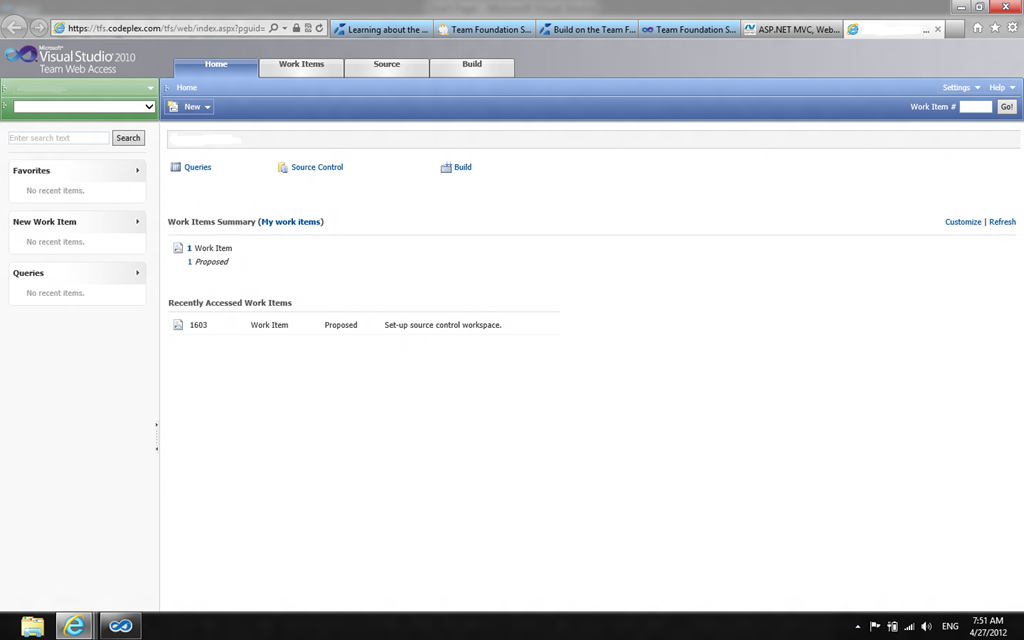 https://tfs.codeplex.com/tfs/web/index.aspx?pguid=
Learning about the ...
Team Foundation S...
Build on the Team F...
Team Foundation S...
ASP.NET MVC, Web...
...
Microsoft®
Visual Studio® 2010
Team Web Access
Home
Work Items
Source
Build
Home
Settings
Help
New
Work Item #
Go!
Enter search text
Search
Favorites
No recent items.
New Work Item
No recent items.
Queries
No recent items.
Queries
Source Control
Build
Work Items Summary (My work items)
Customize | Refresh
1 Work Item
1 Proposed
Recently Accessed Work Items
1603 Work Item Proposed Set-up source control workspace.
ENG
7:51 AM
4/27/2012